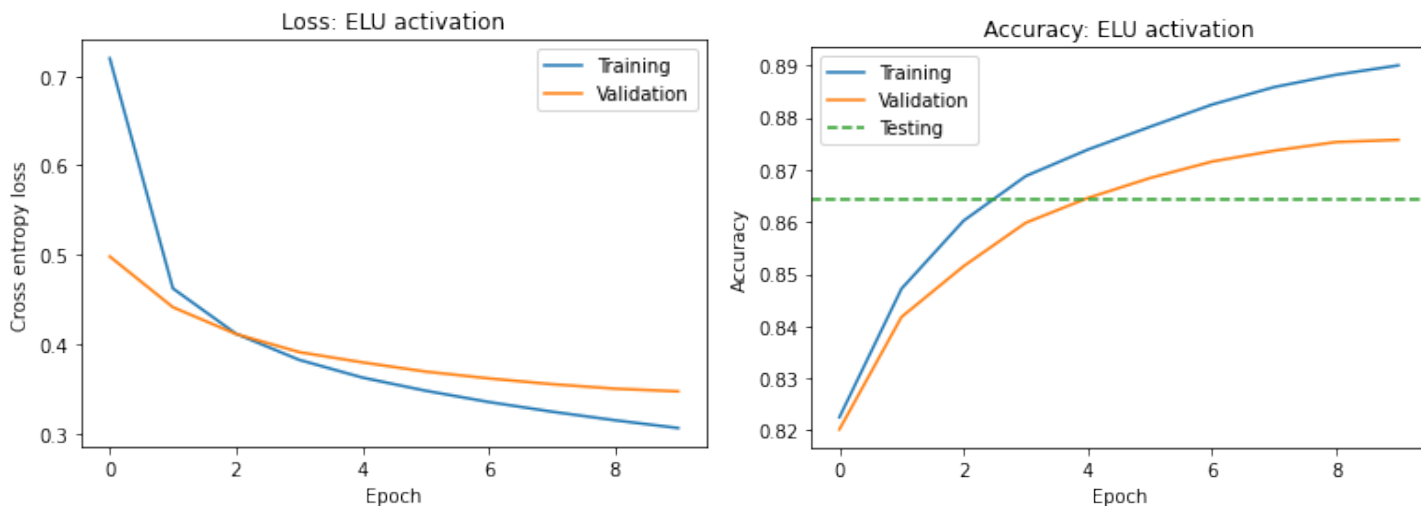 Loss: ELU activation
0.7
0.6
0.5
0.4
0.3
Cross entropy loss
Training
Validation
0 2 4 6 8
Epoch
Accuracy: ELU activation
0.89
0.88
0.87
0.86
0.85
0.84
0.83
0.82
Accuracy
Training
Validation
Testing
0 2 4 6 8
Epoch